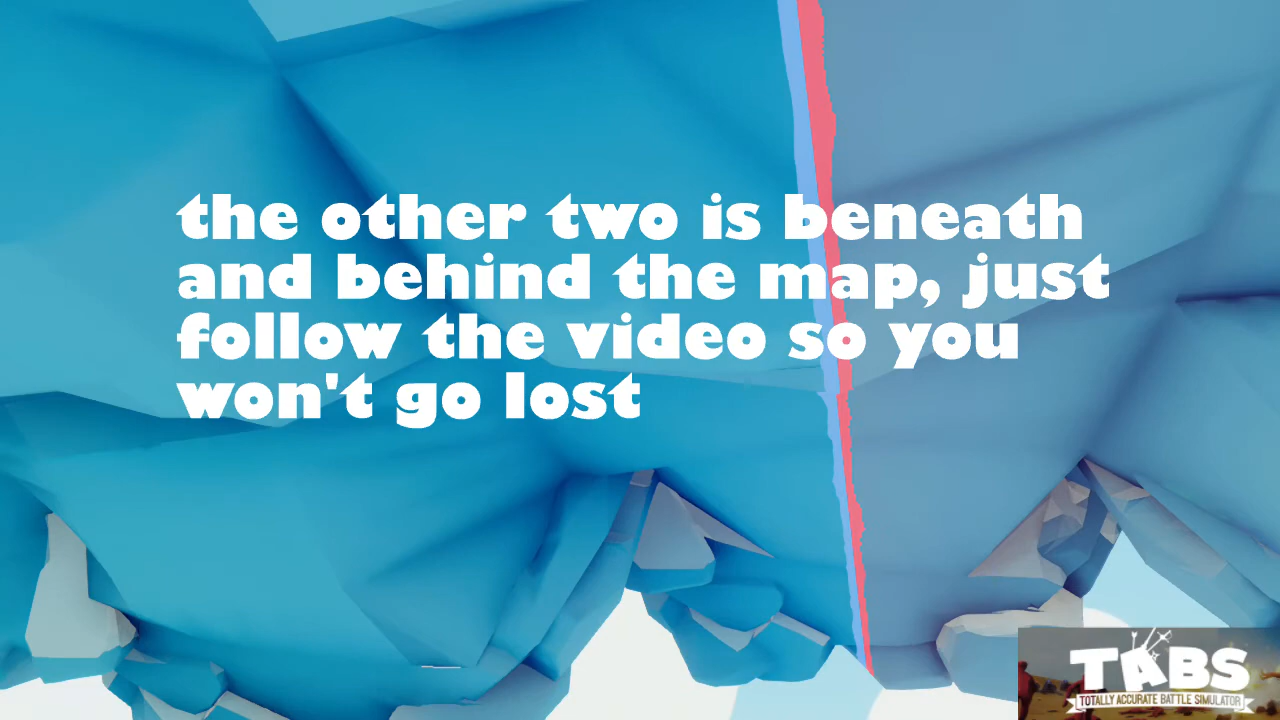 the other two is beneath
and behind the map, just
follow the video so you
won't go lost
TABS
TOTALLY ACCURATE BATTLE SIMULATOR